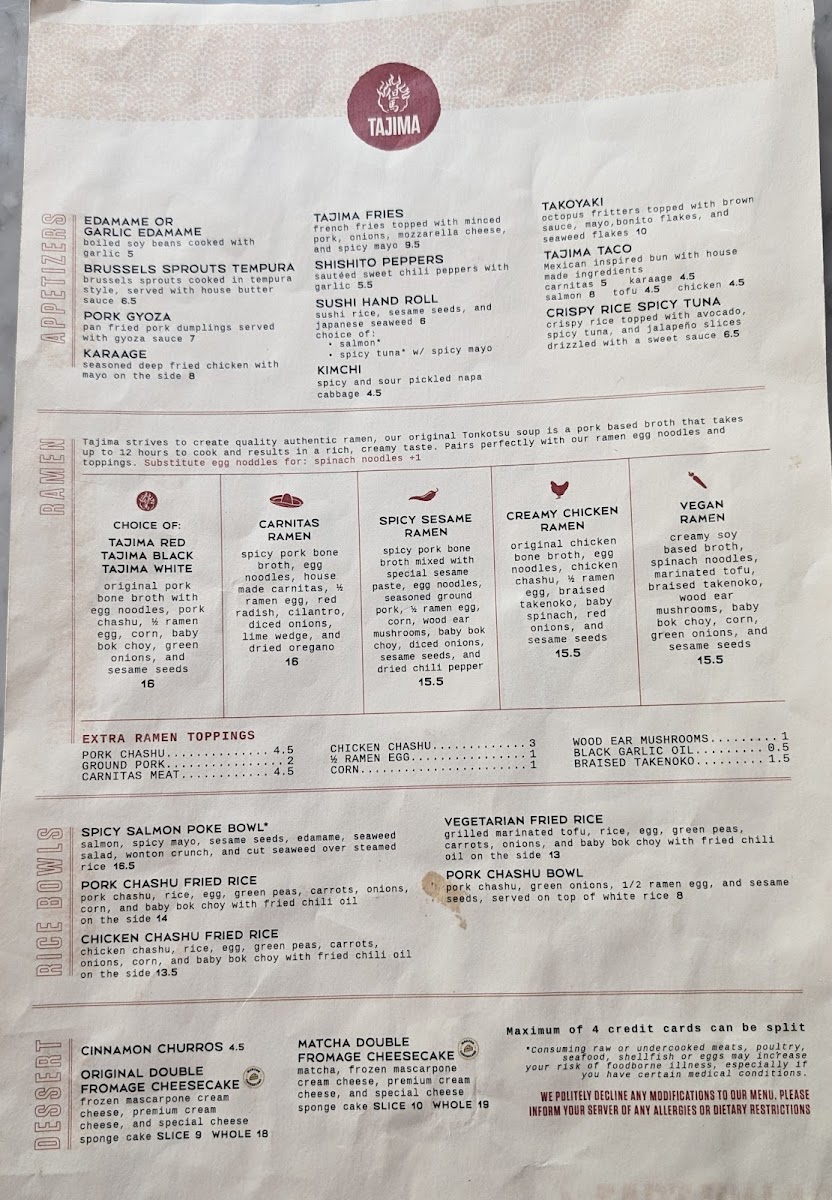 TAJIMA
APPETIZERS
EDAMAME OR
GARLIC EDAMAME
boiled soy beans cooked with
garlic 5
BRUSSELS SPROUTS TEMPURA
brussels sprouts cooked in tempura
style, served with house butter
sauce 6.5
PORK GYOZA
pan fried pork dumplings served
with gyoza sauce 7
KARAAGE
seasoned deep fried chicken with
mayo on the side 8
TAJIMA FRIES
french fries topped with minced
pork, onions, mozzarella cheese,
and spicy mayo 9.5
SHISHITO PEPPERS
sautéed sweet chili peppers with
garlic 5.5
SUSHI HAND ROLL
sushi rice, sesame seeds, and
japanese seaweed 6
choice of:
• salmon*
• spicy tuna* w/ spicy mayo
KIMCHI
spicy and sour pickled napa
cabbage 4.5
TAKOYAKI
octopus fritters topped with brown
sauce, mayo,bonito flakes, and
seaweed flakes 10
TAJIMA TACO
Mexican inspired bun with house
made ingredients
carnitas 5 karaage 4.5
salmon 8 tofu 4.5 chicken 4.5
CRISPY RICE SPICY TUNA
crispy rice topped with avocado,
spicy tuna, and jalapeño slices
drizzled with a sweet sauce 6.5
RAMEN
Tajima strives to create quality authentic ramen, our original Tonkotsu soup is a pork based broth that takes
up to 12 hours to cook and results in a rich, creamy taste. Pairs perfectly with our ramen egg noodles and
toppings. Substitute egg noddles for: spinach noodles +1
CHOICE OF:
TAJIMA RED
TAJIMA BLACK
TAJIMA WHITE
original pork
bone broth with
egg noodles, pork
chashu, ½ ramen
egg, corn, baby
bok choy, green
onions, and
sesame seeds
16
CARNITAS
RAMEN
spicy pork bone
broth, egg
noodles, house
made carnitas, ½
ramen egg, red
radish, cilantro,
diced onions,
lime wedge, and
dried oregano
16
SPICY SESAME
RAMEN
spicy pork bone
broth mixed with
special sesame
paste, egg noodles,
seasoned ground
pork, ½ ramen egg,
corn, wood ear
mushrooms, baby bok
choy, diced onions,
sesame seeds, and
dried chili pepper
15.5
CREAMY CHICKEN
RAMEN
original chicken
bone broth, egg
noodles, chicken
chashu, ½ ramen
egg, braised
takenoko, baby
spinach, red
onions, and
sesame seeds
15.5
VEGAN
RAMEN
creamy soy
based broth,
spinach noodles,
marinated tofu,
braised takenoko,
wood ear
mushrooms, baby
bok choy, corn,
green onions, and
sesame seeds
15.5
EXTRA RAMEN TOPPINGS
PORK CHASHU............. 4.5
GROUND PORK.............. 2
CARNITAS MEAT........... 4.5
CHICKEN CHASHU............ 3
½ RAMEN EGG............... 1
CORN...................... 1
WOOD EAR MUSHROOMS......... 1
BLACK GARLIC OIL......... 0.5
BRAISED TAKENOKO......... 1.5
RICE BOWLS
SPICY SALMON POKE BOWL*
salmon, spicy mayo, sesame seeds, edamame, seaweed
salad, wonton crunch, and cut seaweed over steamed
rice 16.5
PORK CHASHU FRIED RICE
pork chashu, rice, egg, green peas, carrots, onions,
corn, and baby bok choy with fried chili oil
on the side 14
CHICKEN CHASHU FRIED RICE
chicken chashu, rice, egg, green peas, carrots,
onions, corn, and baby bok choy with fried chili oil
on the side 13.5
VEGETARIAN FRIED RICE
grilled marinated tofu, rice, egg, green peas,
carrots, onions, and baby bok choy with fried chili
oil on the side 13
PORK CHASHU BOWL
pork chashu, green onions, 1/2 ramen egg, and sesame
seeds, served on top of white rice 8
DESSERT
CINNAMON CHURROS 4.5
ORIGINAL DOUBLE
FROMAGE CHEESECAKE
frozen mascarpone cream
cheese, premium cream
cheese, and special cheese
sponge cake SLICE 9 WHOLE 18
MATCHA DOUBLE
FROMAGE CHEESECAKE
matcha, frozen mascarpone
cream cheese, premium cream
cheese, and special cheese
sponge cake SLICE 10 WHOLE 19
Maximum of 4 credit cards can be split
*Consuming raw or undercooked meats, poultry,
seafood, shellfish or eggs may increase
your risk of foodborne illness, especially if
you have certain medical conditions.
WE POLITELY DECLINE ANY MODIFICATIONS TO OUR MENU. PLEASE
INFORM YOUR SERVER OF ANY ALLERGIES OR DIETARY RESTRICTIONS